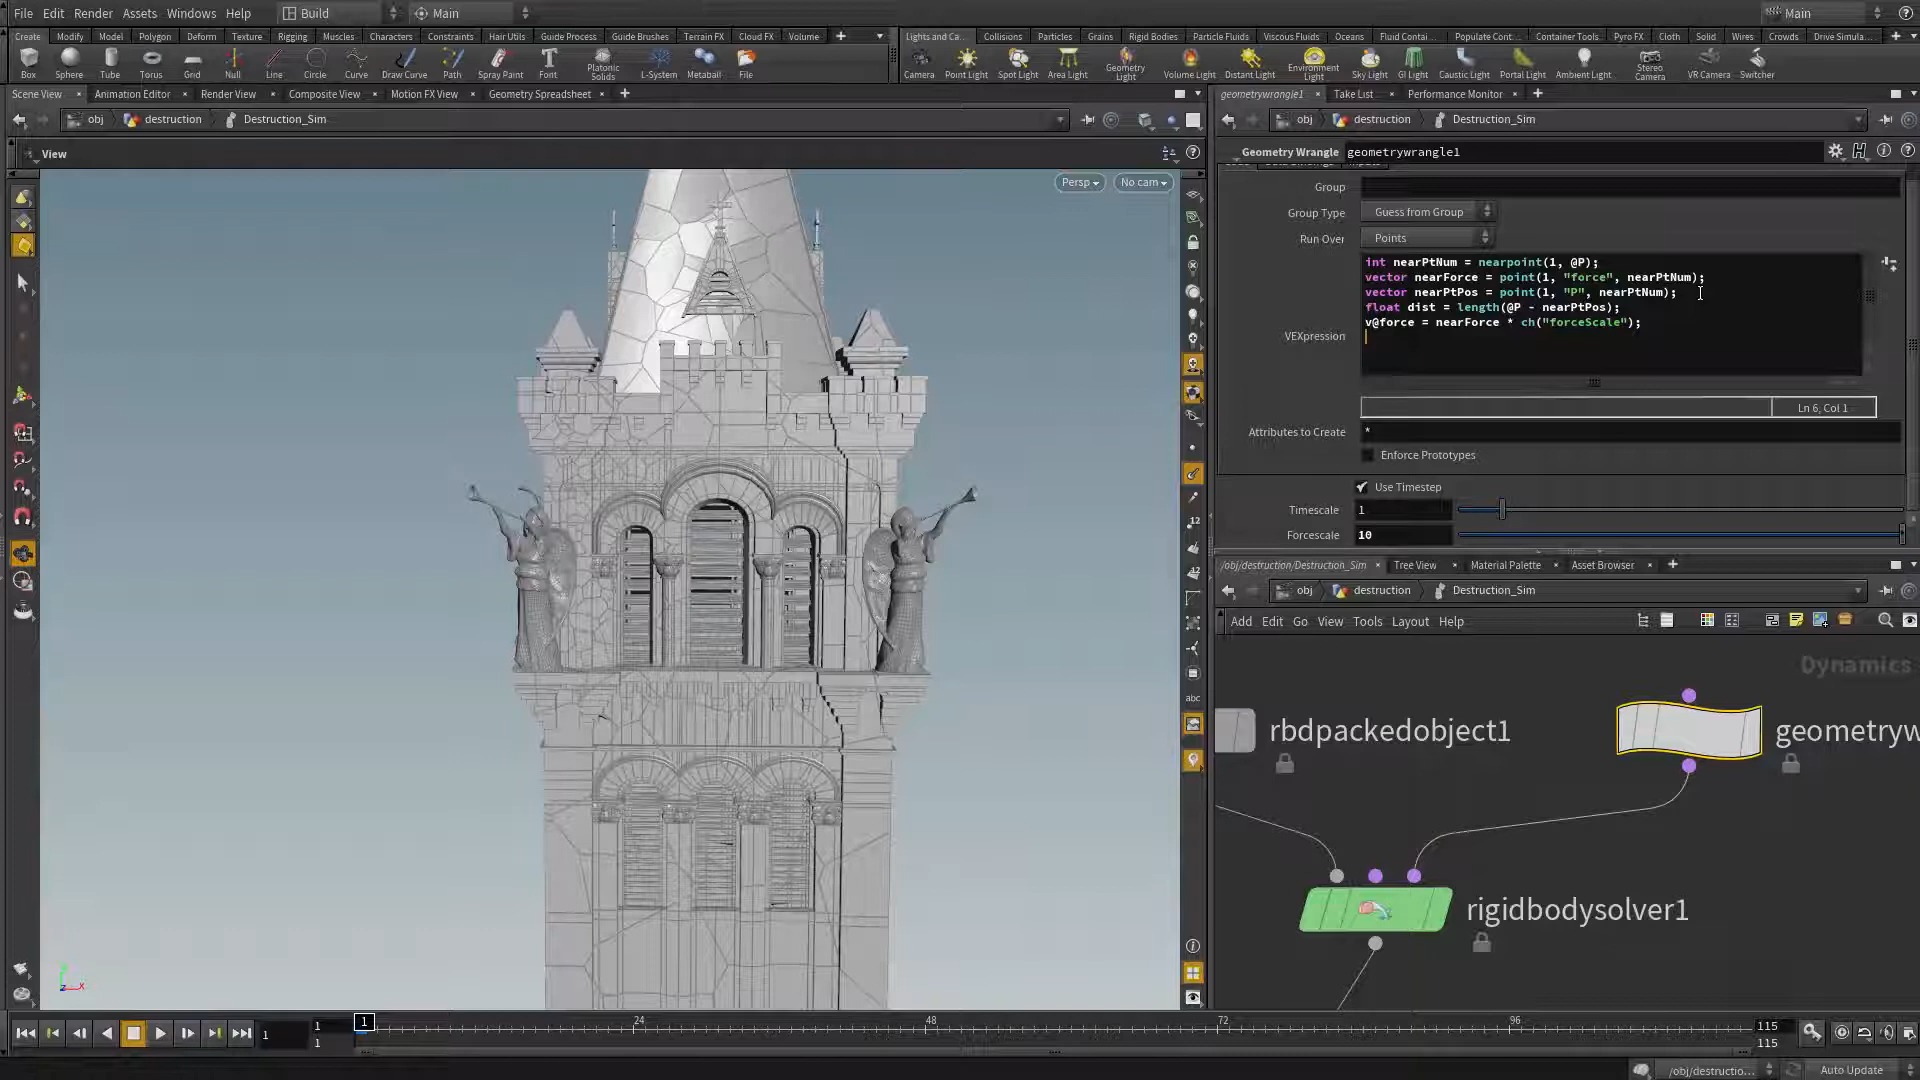 File Edit Render Assets Windows Help Build Main Main
Create Modify Model Polygon Deform Texture Rigging Muscles Characters Constraints Hair Utils Guide Process Guide Brushes Terrain FX Cloud FX Volume
Lights and Ca... Collisions Particles Grains Rigid Bodies Particle Fluids Viscous Fluids Oceans Fluid Contai... Populate Cont... Container Tools Pyro FX Cloth Solid Wires Crowds Drive Simula...
Box Sphere Tube Torus Grid Null Line Circle Curve Draw Curve Path Spray Paint Font Platonic Solids L-System Metaball File
Camera Point Light Spot Light Area Light Geometry Light Volume Light Distant Light Environment Light Sky Light GI Light Caustic Light Portal Light Ambient Light Stereo Camera VR Camera Switcher
Scene View Animation Editor Render View Composite View Motion FX View Geometry Spreadsheet
geometrywrangle1 Take List Performance Monitor
obj destruction Destruction_Sim
obj destruction Destruction_Sim
View
Persp No cam
Geometry Wrangle geometrywrangle1
Group
Group Type Guess from Group
Run Over Points
VEXpression
int nearPtNum = nearpoint(1, @P);
vector nearForce = point(1, "force", nearPtNum);
vector nearPtPos = point(1, "P", nearPtNum);
float dist = length(@P - nearPtPos);
v@force = nearForce * ch("forceScale");
Ln 6, Col 1
Attributes to Create *
Enforce Prototypes
Use Timestep
Timescale 1
Forcescale 10
/obj/destruction/Destruction_Sim Tree View Material Palette Asset Browser
obj destruction Destruction_Sim
Add Edit Go View Tools Layout Help
Dynamics
rbdpackedobject1
geometryw
rigidbodysolver1
12
12
abc
z x
1 1 1
1 24 48 72 96
115
115
/obj/destructio... Auto Update